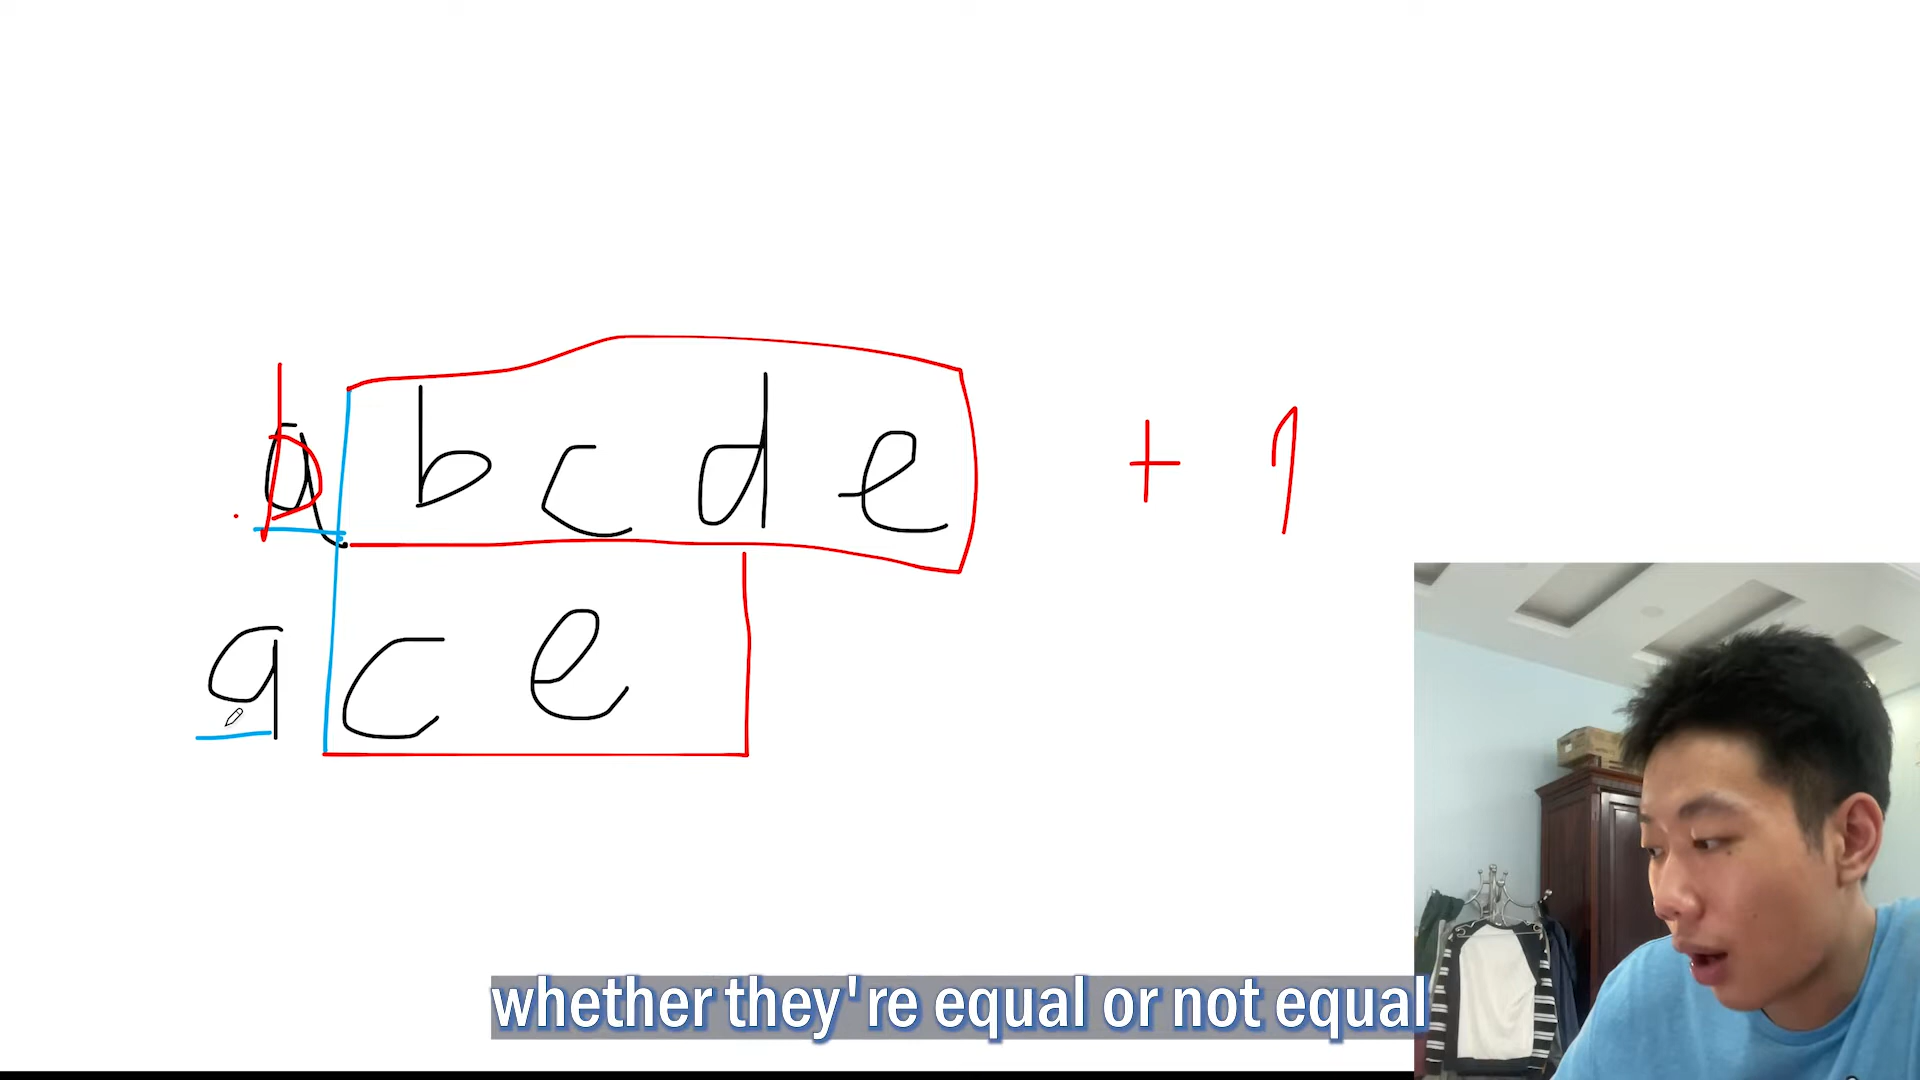 a b c d e + 1
b
a c e
whether they're equal or not equal